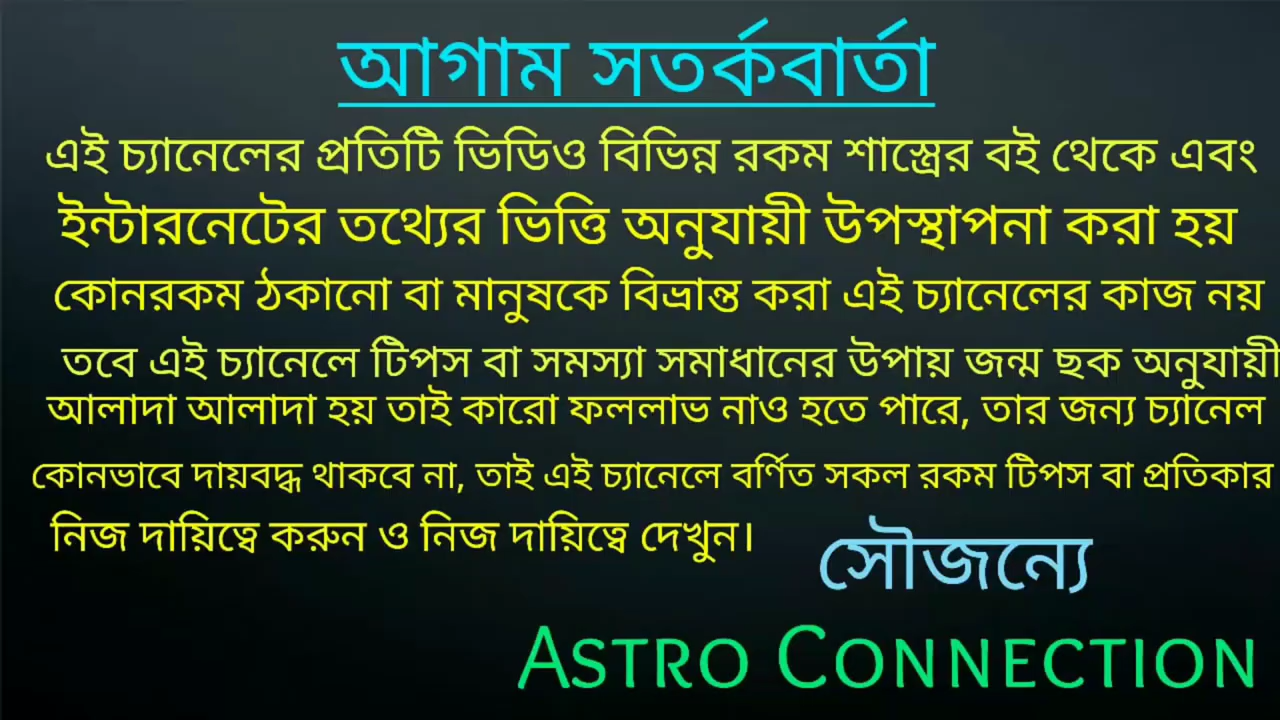 আগাম সতর্কবার্তা
এই চ্যানেলের প্রতিটি ভিডিও বিভিন্ন রকম শাস্ত্রের বই থেকে এবং
ইন্টারনেটের তথ্যের ভিত্তি অনুযায়ী উপস্থাপনা করা হয়
কোনরকম ঠকানো বা মানুষকে বিভ্রান্ত করা এই চ্যানেলের কাজ নয়
তবে এই চ্যানেলে টিপস বা সমস্যা সমাধানের উপায় জন্ম ছক অনুযায়ী
আলাদা আলাদা হয় তাই কারো ফললাভ নাও হতে পারে, তার জন্য চ্যানেল
কোনভাবে দায়বদ্ধ থাকবে না, তাই এই চ্যানেলে বর্ণিত সকল রকম টিপস বা প্রতিকার
নিজ দায়িত্বে করুন ও নিজ দায়িত্বে দেখুন।
সৌজন্যে
ASTRO CONNECTION